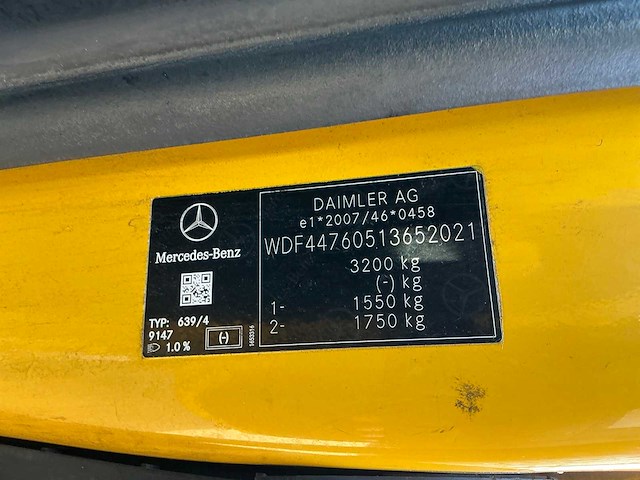 Mercedes-Benz
TYP: 639/4
9147
1.0 %
(-)
DAIMLER AG
e1*2007/46*0458
WDF44760513652021
3200 kg
(-) kg
1- 1550 kg
2- 1750 kg